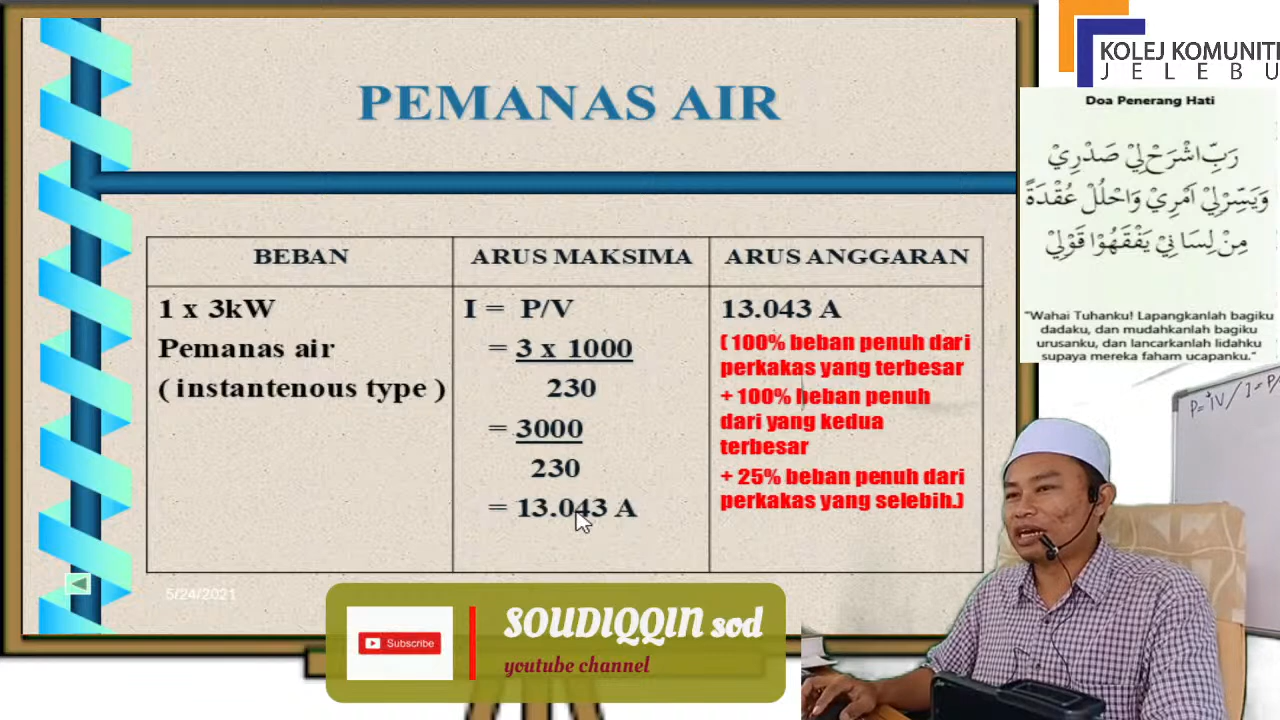 PEMANAS AIR
BEBAN
ARUS MAKSIMA
ARUS ANGGARAN
1 x 3kW
Pemanas air
( instantenous type )
I = P/V
= 3 x 1000
230
= 3000
230
= 13.043 A
13.043 A
( 100% beban penuh dari
perkakas yang terbesar
+ 100% beban penuh
dari yang kedua
terbesar
+ 25% beban penuh dari
perkakas yang selebih.)
5/24/2021
Subscribe
SOUDIQQIN sod
youtube channel
KOLEJ KOMUNITI
JELEBU
Doa Penerang Hati
رَبِّ اشْرَحْ لِيْ صَدْرِيْ
وَيَسِّرْ لِيْ اَمْرِيْ وَاحْلُلْ عُقْدَةً
مِنْ لِسَانِيْ يَفْقَهُوْا قَوْلِيْ
"Wahai Tuhanku! Lapangkanlah bagiku
dadaku, dan mudahkanlah bagiku
urusanku, dan lancarkanlah lidahku
supaya mereka faham ucapanku."
P= IV / I = P/